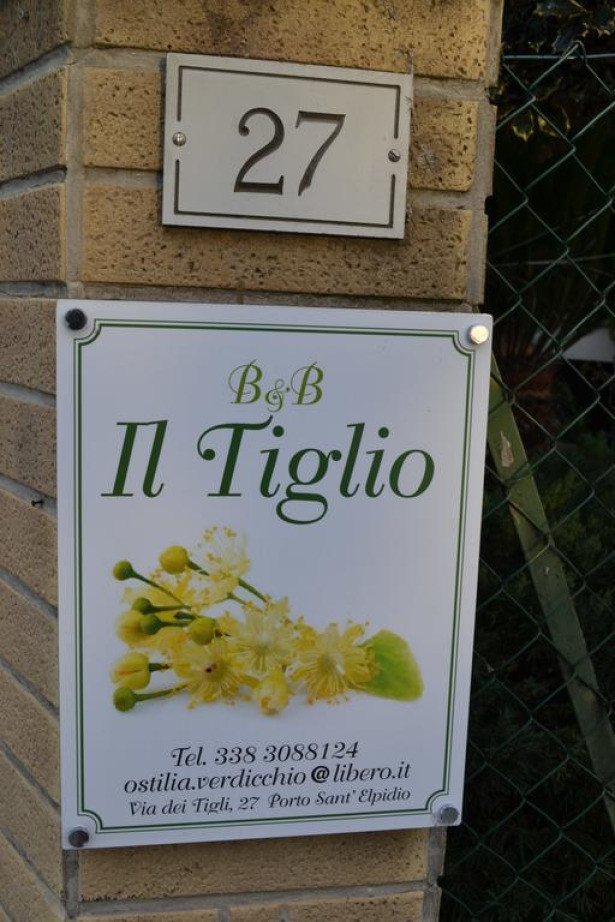 27
B&B
Il Tiglio
Tel. 338 3088124
ostilia.verdicchio@libero.it
Via dei Tigli, 27 Porto Sant' Elpidio